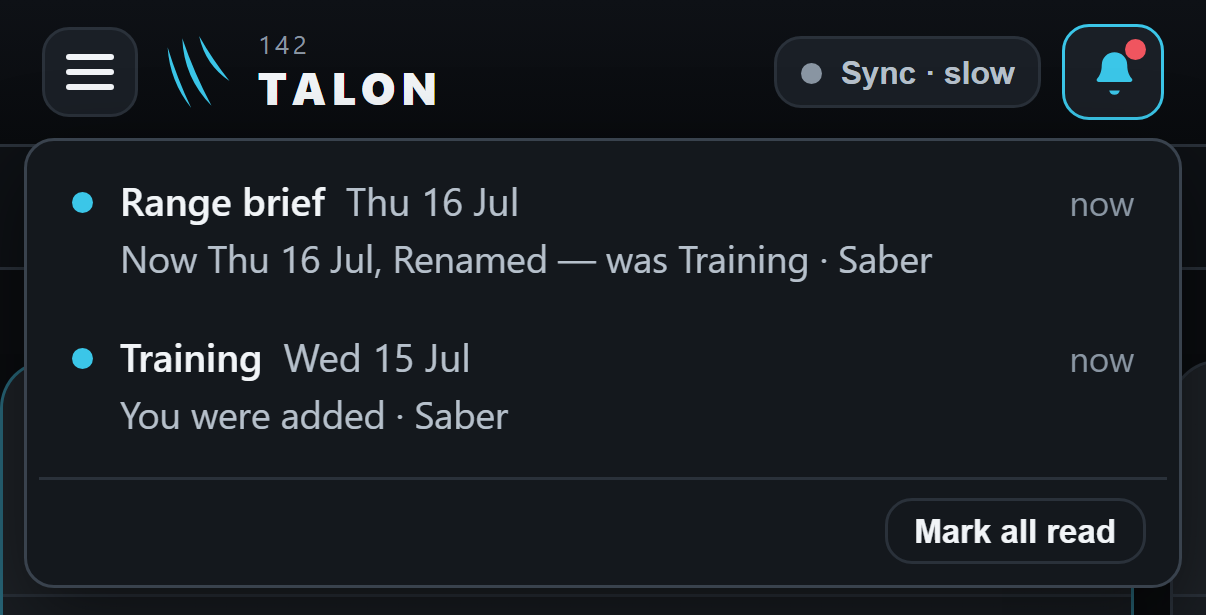 142
TALON
Sync · slow
Range brief Thu 16 Jul now
Now Thu 16 Jul, Renamed — was Training · Saber
Training Wed 15 Jul now
You were added · Saber
Mark all read